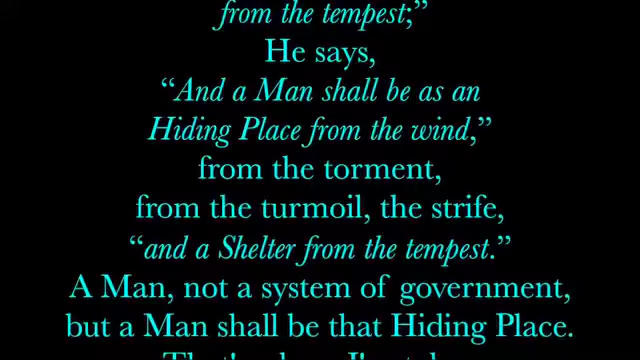 from the tempest;”
He says,
“And a Man shall be as an
Hiding Place from the wind,”
from the torment,
from the turmoil, the strife,
“and a Shelter from the tempest.”
A Man, not a system of government,
but a Man shall be that Hiding Place.